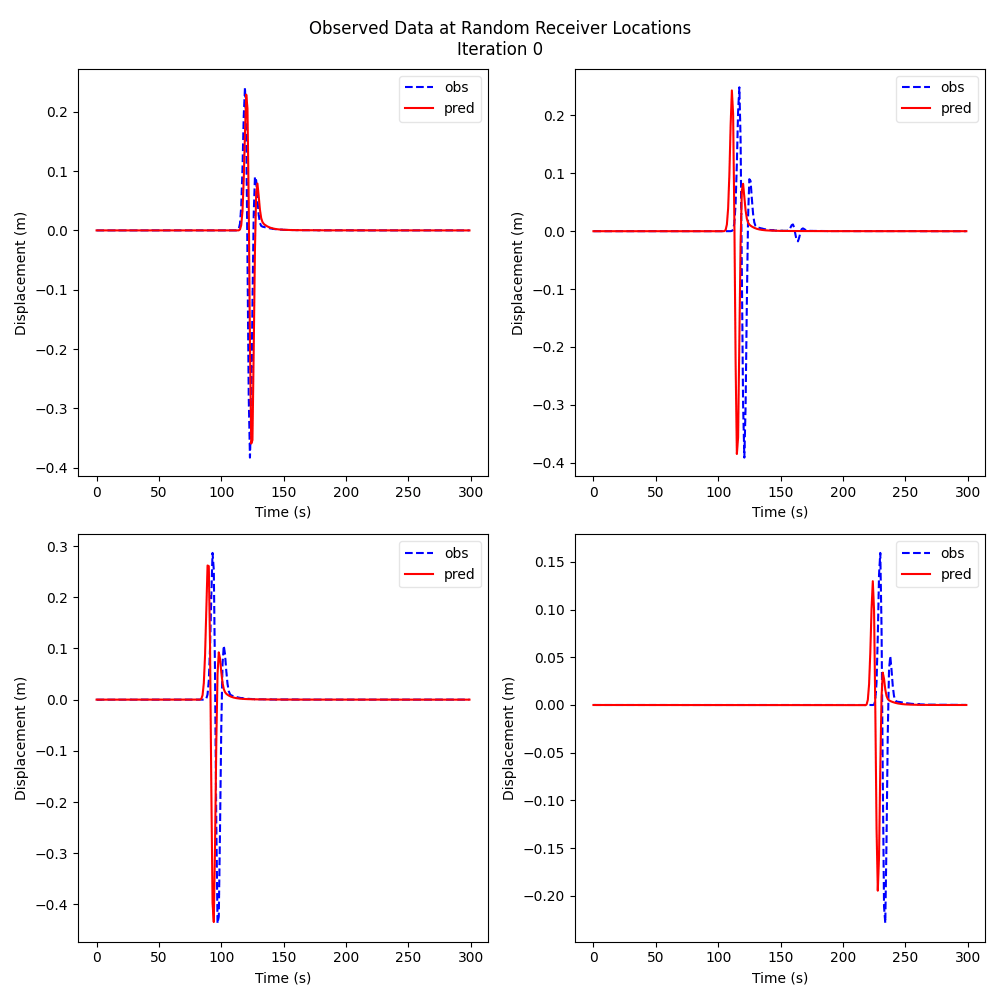 Observed Data at Random Receiver Locations
Iteration 0
obs
pred
0.2
0.1
0.0
−0.1
−0.2
−0.3
−0.4
Displacement (m)
0 50 100 150 200 250 300
Time (s)
obs
pred
0.2
0.1
0.0
−0.1
−0.2
−0.3
−0.4
Displacement (m)
0 50 100 150 200 250 300
Time (s)
obs
pred
0.3
0.2
0.1
0.0
−0.1
−0.2
−0.3
−0.4
Displacement (m)
0 50 100 150 200 250 300
Time (s)
obs
pred
0.15
0.10
0.05
0.00
−0.05
−0.10
−0.15
−0.20
Displacement (m)
0 50 100 150 200 250 300
Time (s)